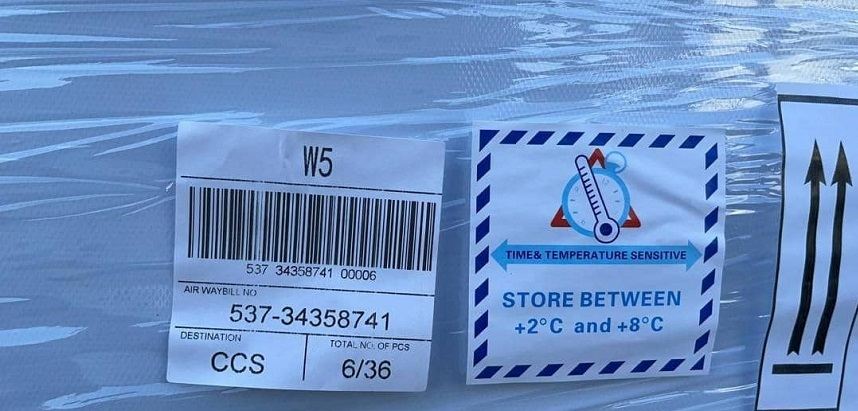 W5
537 34358741 00006
AIR WAYBILL NO
537-34358741
DESTINATION
CCS
TOTAL NO. OF PCS
6/36
TIME& TEMPERATURE SENSITIVE
STORE BETWEEN
+2°C and +8°C